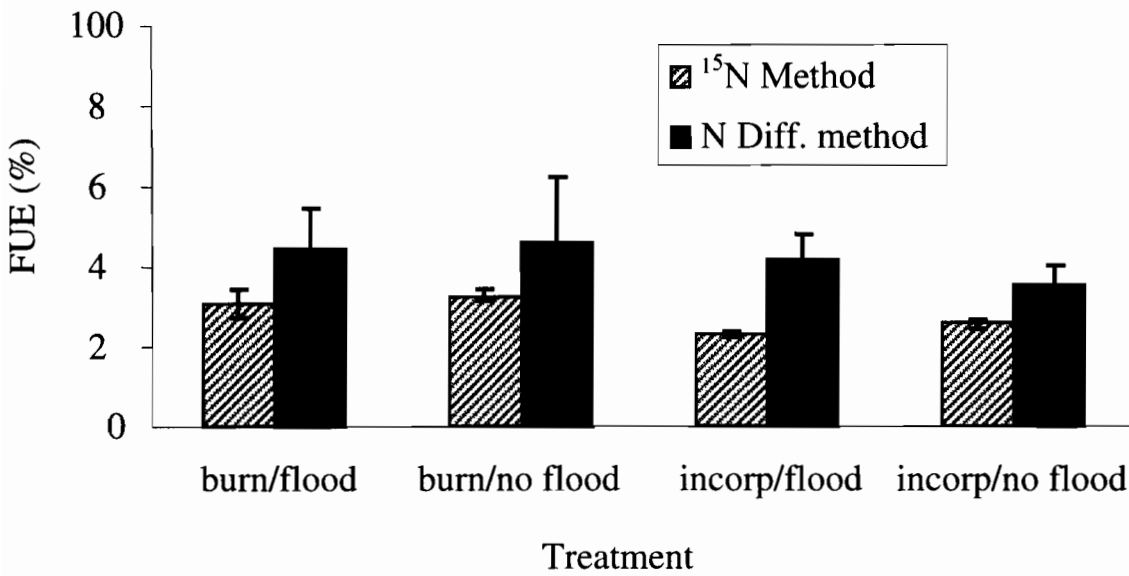 100
8
6
4
2
0
FUE (%)
¹⁵N Method
N Diff. method
burn/flood
burn/no flood
incorp/flood
incorp/no flood
Treatment